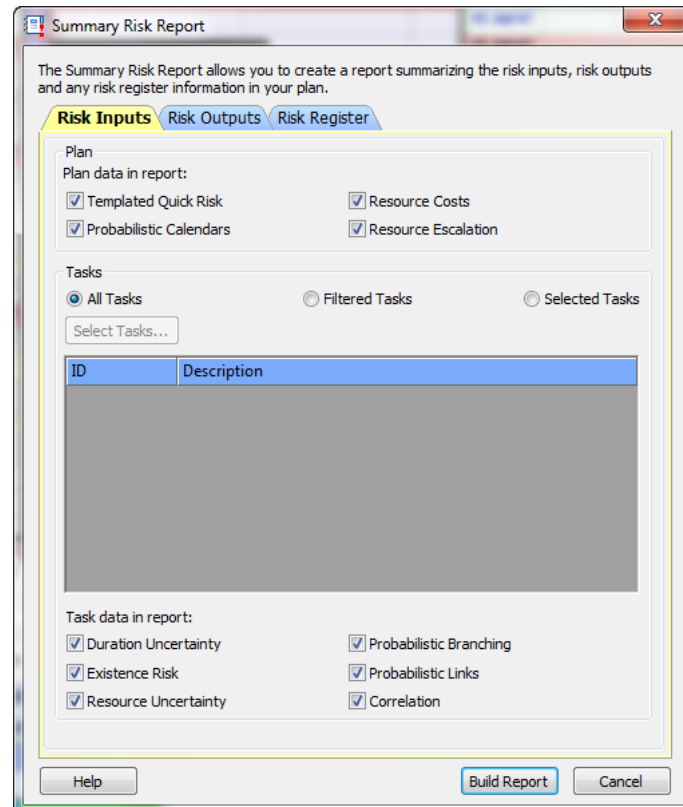 Summary Risk Report
The Summary Risk Report allows you to create a report summarizing the risk inputs, risk outputs
and any risk register information in your plan.
Risk Inputs Risk Outputs Risk Register
Plan
Plan data in report:
Templated Quick Risk Resource Costs
Probabilistic Calendars Resource Escalation
Tasks
All Tasks Filtered Tasks Selected Tasks
Select Tasks...
ID Description
Task data in report:
Duration Uncertainty Probabilistic Branching
Existence Risk Probabilistic Links
Resource Uncertainty Correlation
Help Build Report Cancel